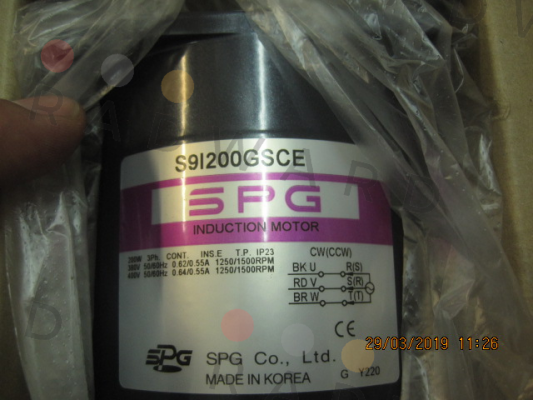 S9I200GSCE
SPG
INDUCTION MOTOR
200W 3Ph. CONT. INS.E T.P. IP23
380V 50/60Hz 0.62/0.55A 1250/1500RPM
400V 50/60Hz 0.64/0.55A 1250/1500RPM
CW(CCW)
BK U R(S)
RD V S(R)
BR W T(T)
CE
SPG SPG Co., Ltd.
MADE IN KOREA
G Y220
29/03/2019 11:26